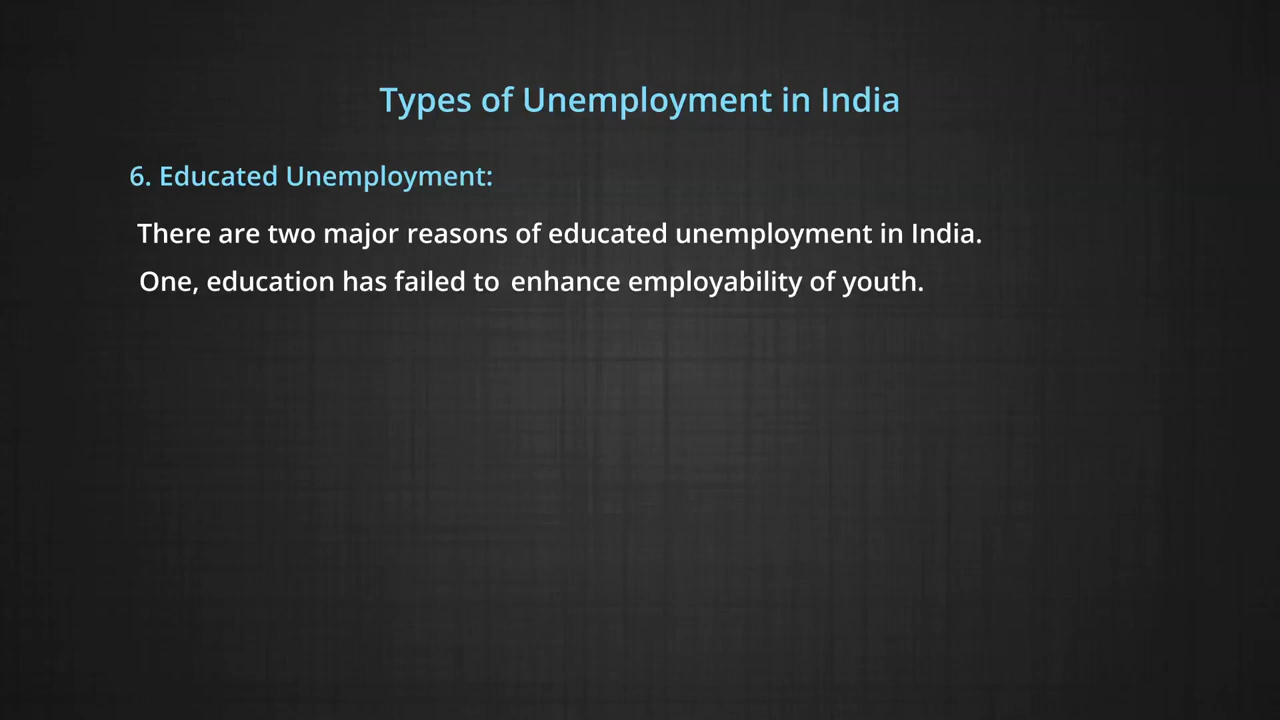 Types of Unemployment in India
6. Educated Unemployment:
There are two major reasons of educated unemployment in India.
One, education has failed to enhance employability of youth.